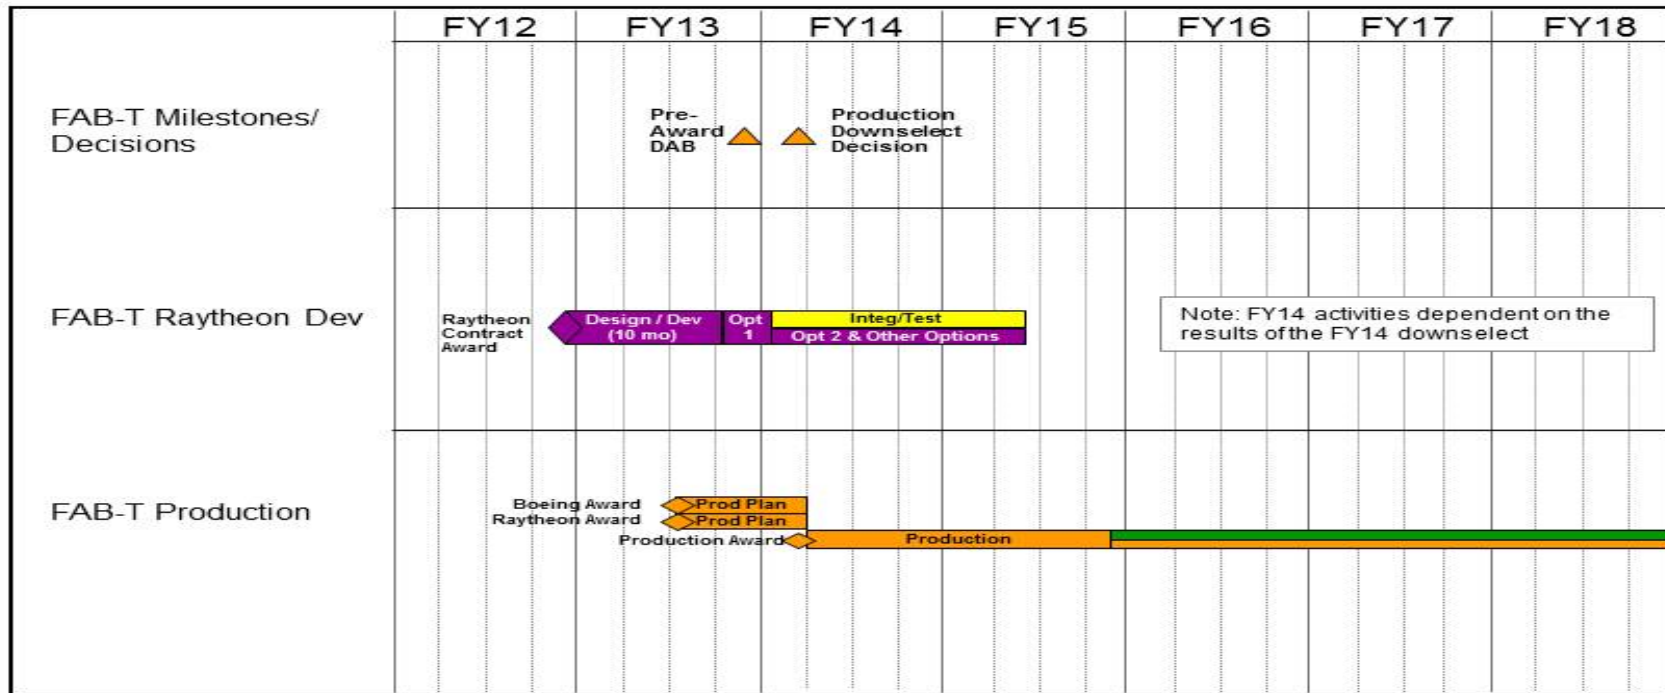 FY12 FY13 FY14 FY15 FY16 FY17 FY18
FAB-T Milestones/
Decisions
Pre-
Award
DAB
Production
Downselect
Decision
FAB-T Raytheon Dev
Raytheon
Contract
Award
Design / Dev
(10 mo)
Opt
1
Integ/Test
Opt 2 & Other Options
Note: FY14 activities dependent on the
results of the FY14 downselect
FAB-T Production
Boeing Award Prod Plan
Raytheon Award Prod Plan
Production Award Production